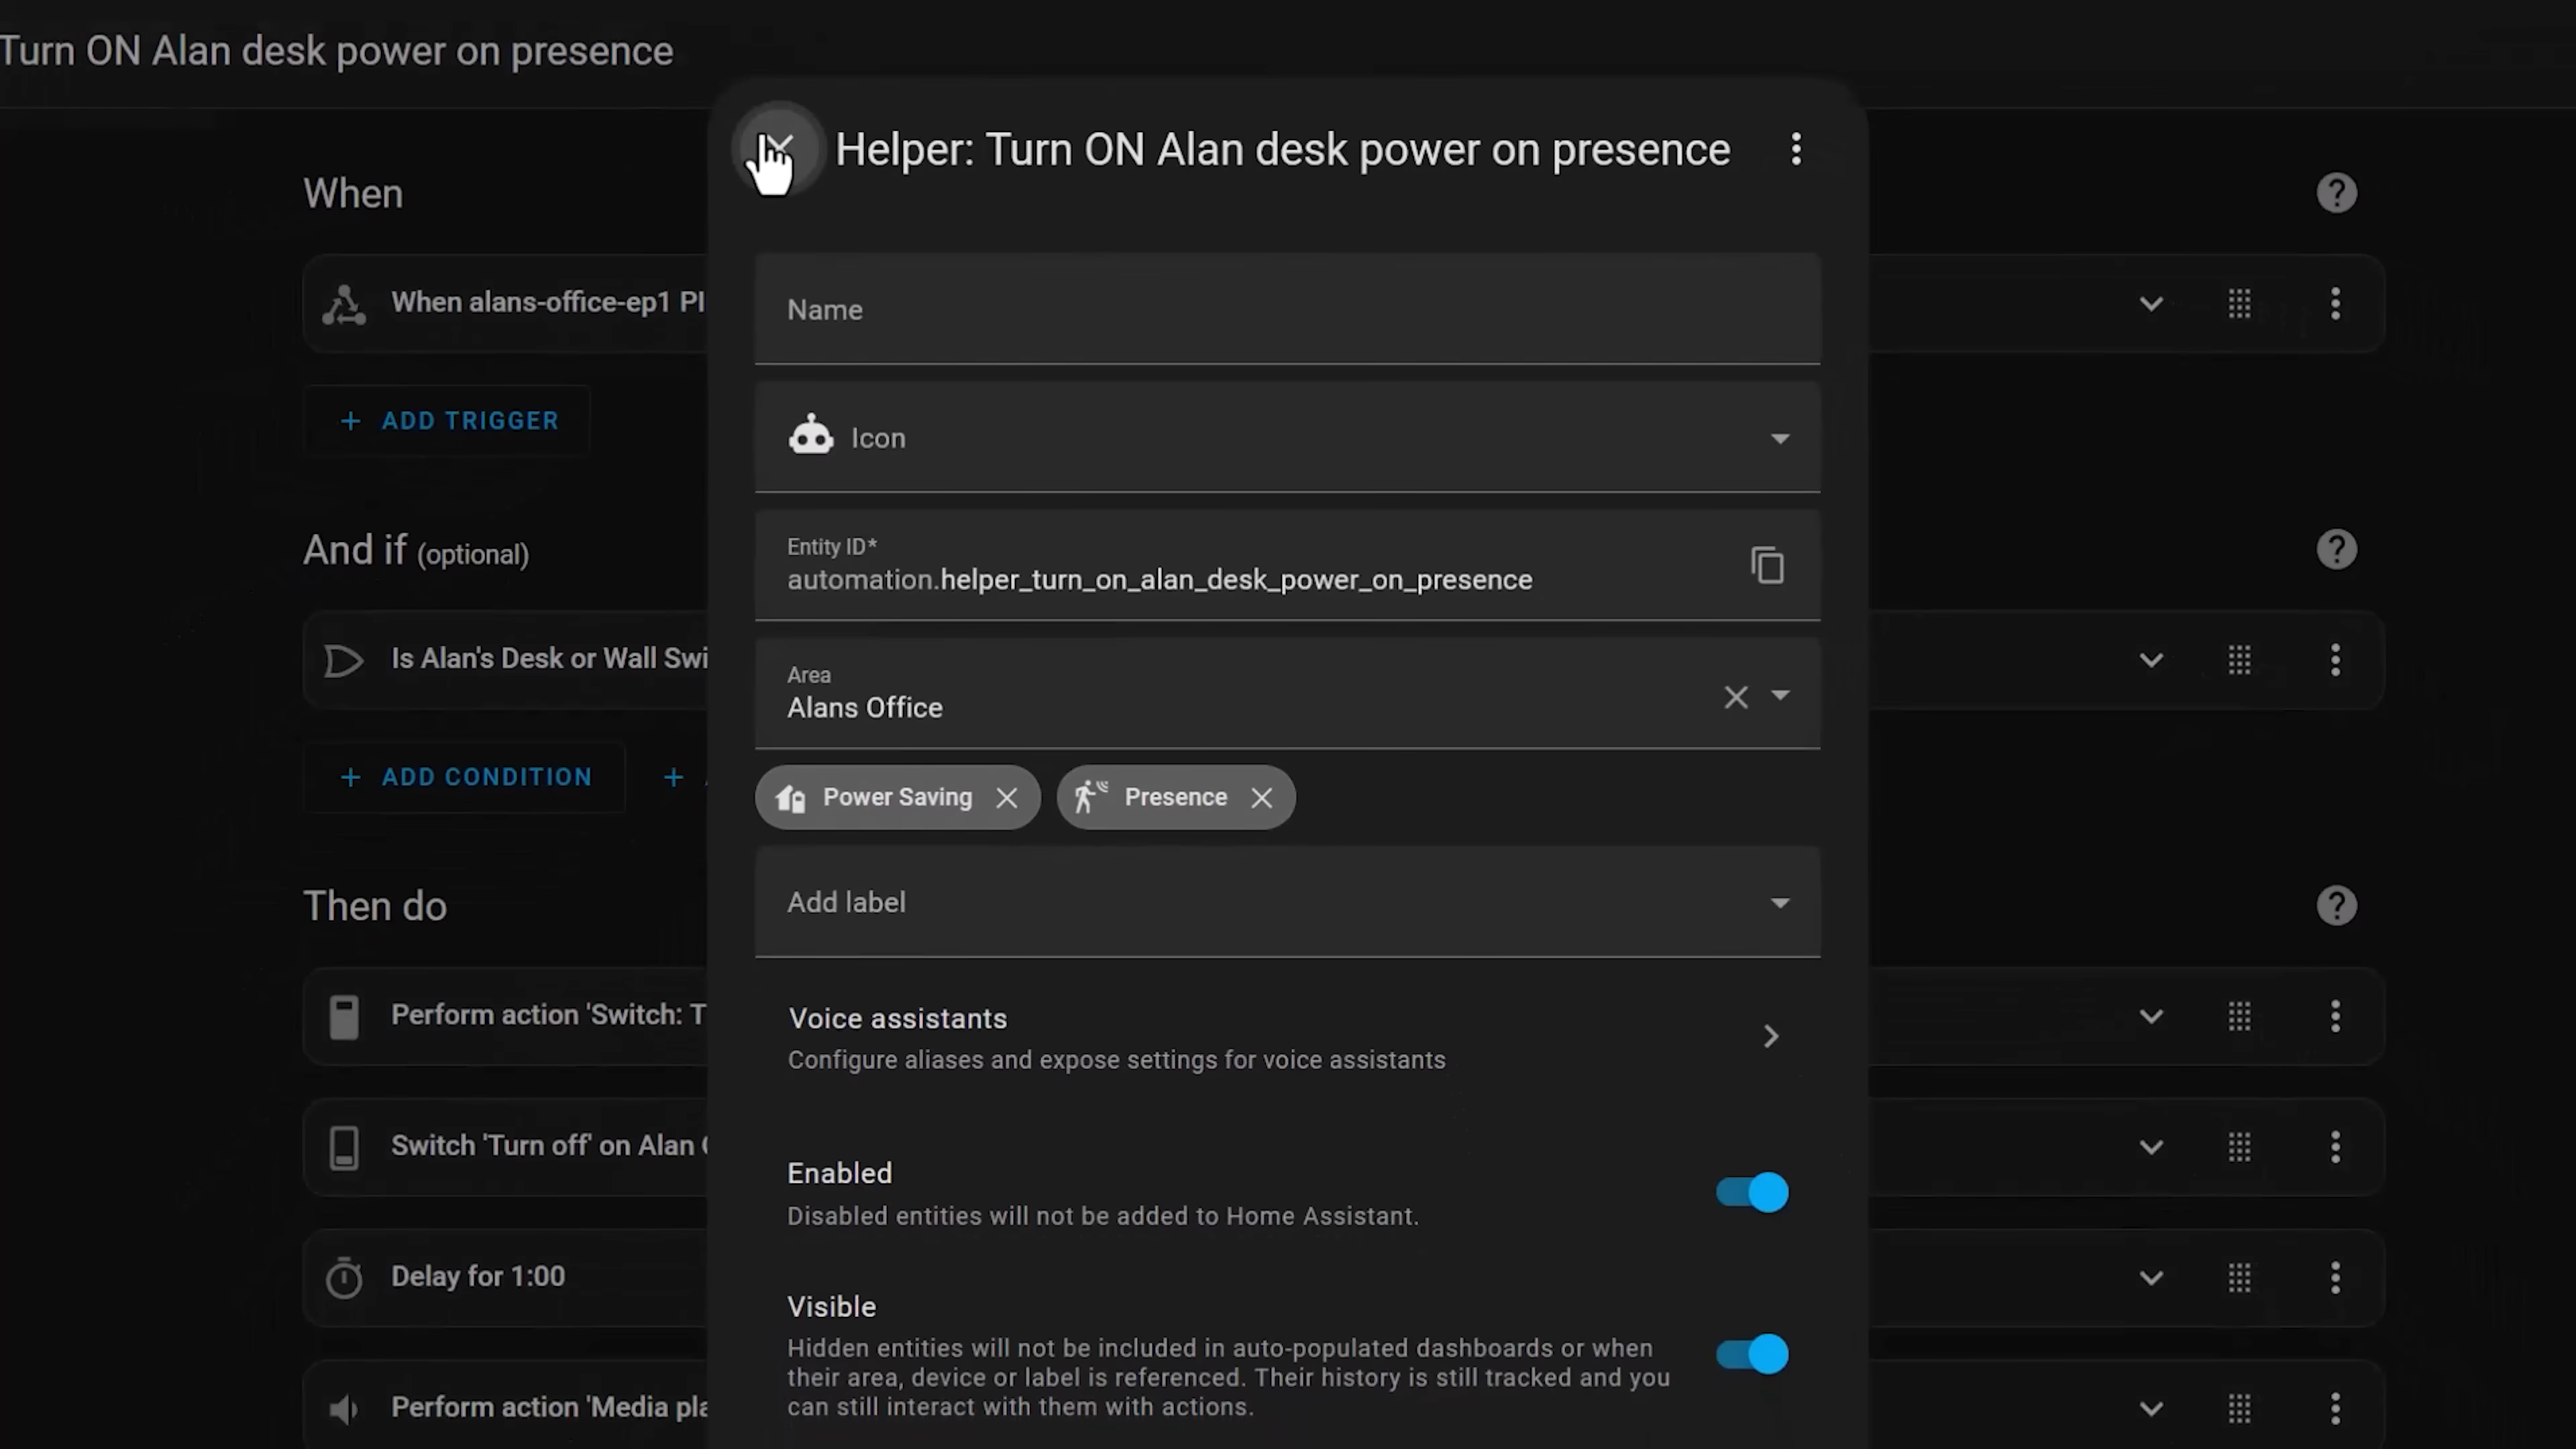 Turn ON Alan desk power on presence
Helper: Turn ON Alan desk power on presence
When
When alans-office-ep1 PI
ADD TRIGGER
And if (optional)
Is Alan's Desk or Wall Swi
ADD CONDITION
Then do
Perform action 'Switch: T
Switch 'Turn off' on Alan
Delay for 1:00
Perform action 'Media pla
Name
Icon
Entity ID*
automation.helper_turn_on_alan_desk_power_on_presence
Area
Alans Office
Power Saving
Presence
Add label
Voice assistants
Configure aliases and expose settings for voice assistants
Enabled
Disabled entities will not be added to Home Assistant.
Visible
Hidden entities will not be included in auto-populated dashboards or when
their area, device or label is referenced. Their history is still tracked and you
can still interact with them with actions.